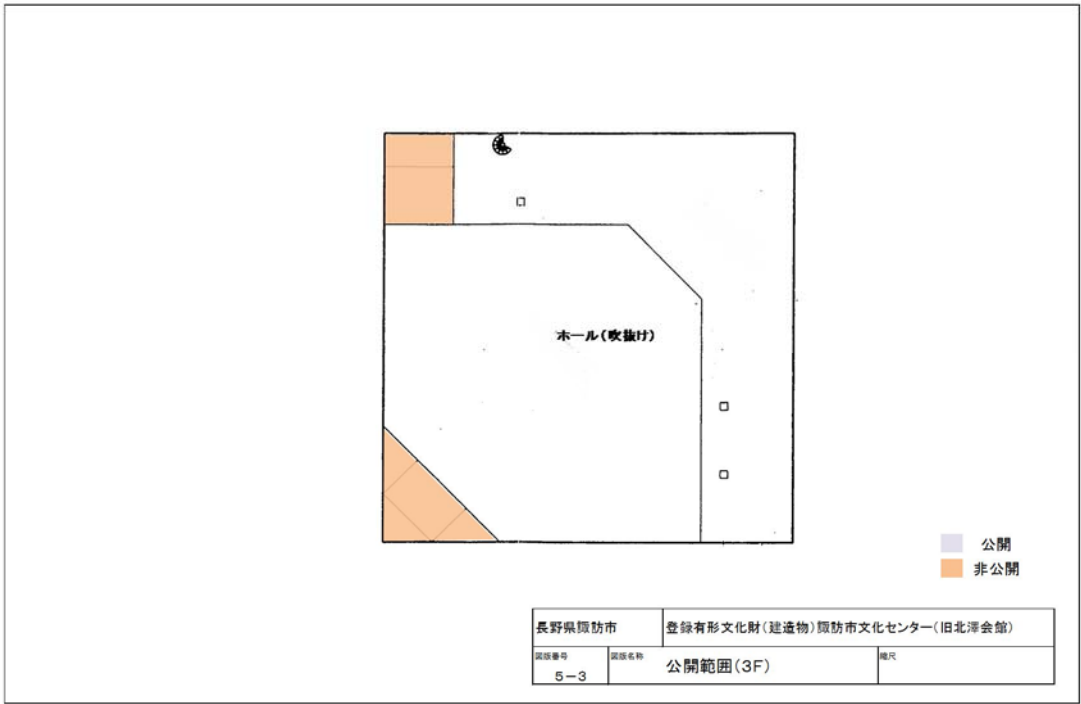 ホール(吹抜け)
公開
非公開
長野県諏訪市
登録有形文化財(建造物)諏訪市文化センター(旧北澤会館)
図版番号
5-3
図版名称
公開範囲(3F)
縮尺